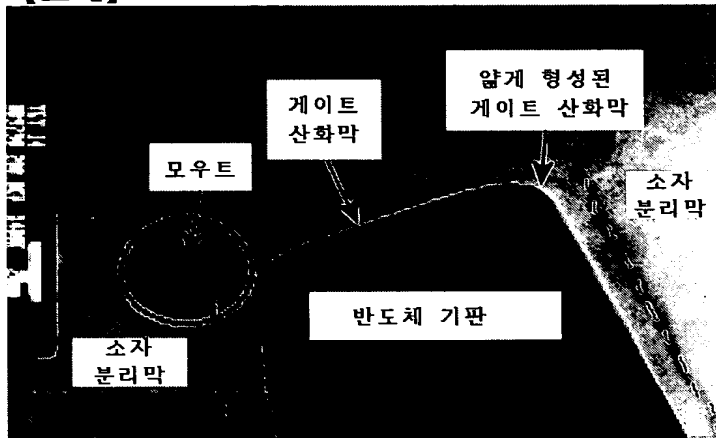 얇게 형성된
게이트 산화막
게이트
산화막
모우트
소자
분리막
반도체 기판
소자
분리막